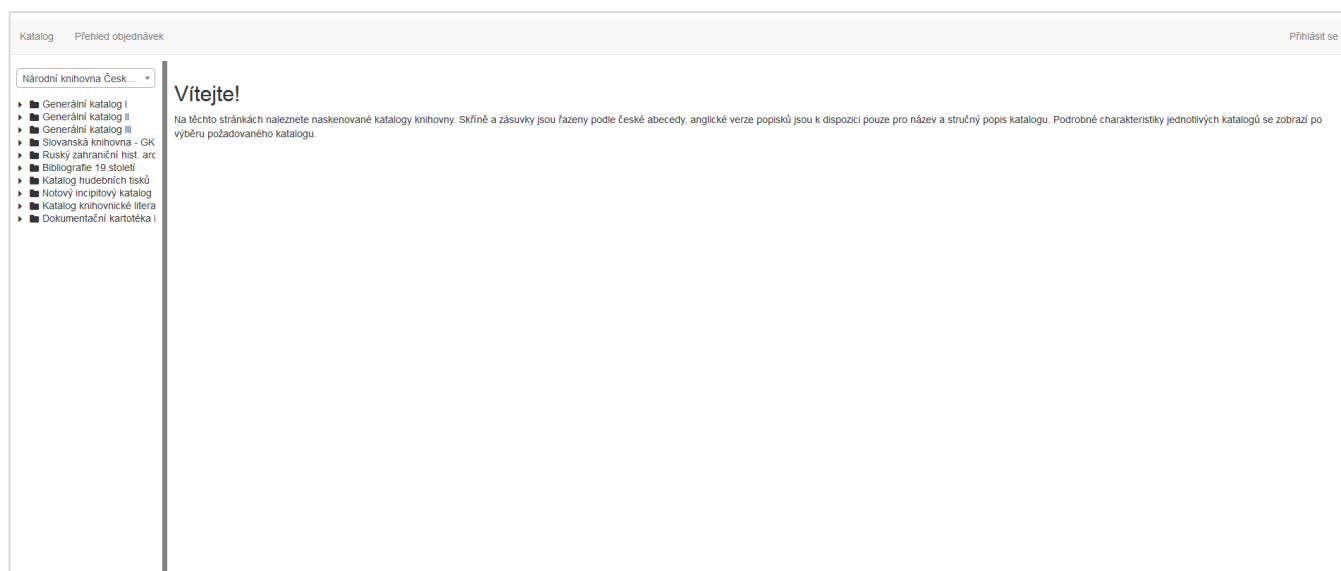 Katalog Přehled objednávek Přihlásit se
Národní knihovna Česk...
Generální katalog I
Generální katalog II
Generální katalog III
Slovanská knihovna - GK
Ruský zahraniční hist. arc
Bibliografie 19.století
Katalog hudebních tisků
Notový incipitový katalog
Katalog knihovnické litera
Dokumentační kartotéka I
Vítejte!
Na těchto stránkách naleznete naskenované katalogy knihovny. Skříně a zásuvky jsou řazeny podle české abecedy, anglické verze popisků jsou k dispozici pouze pro název a stručný popis katalogu. Podrobné charakteristiky jednotlivých katalogů se zobrazí po
výběru požadovaného katalogu.